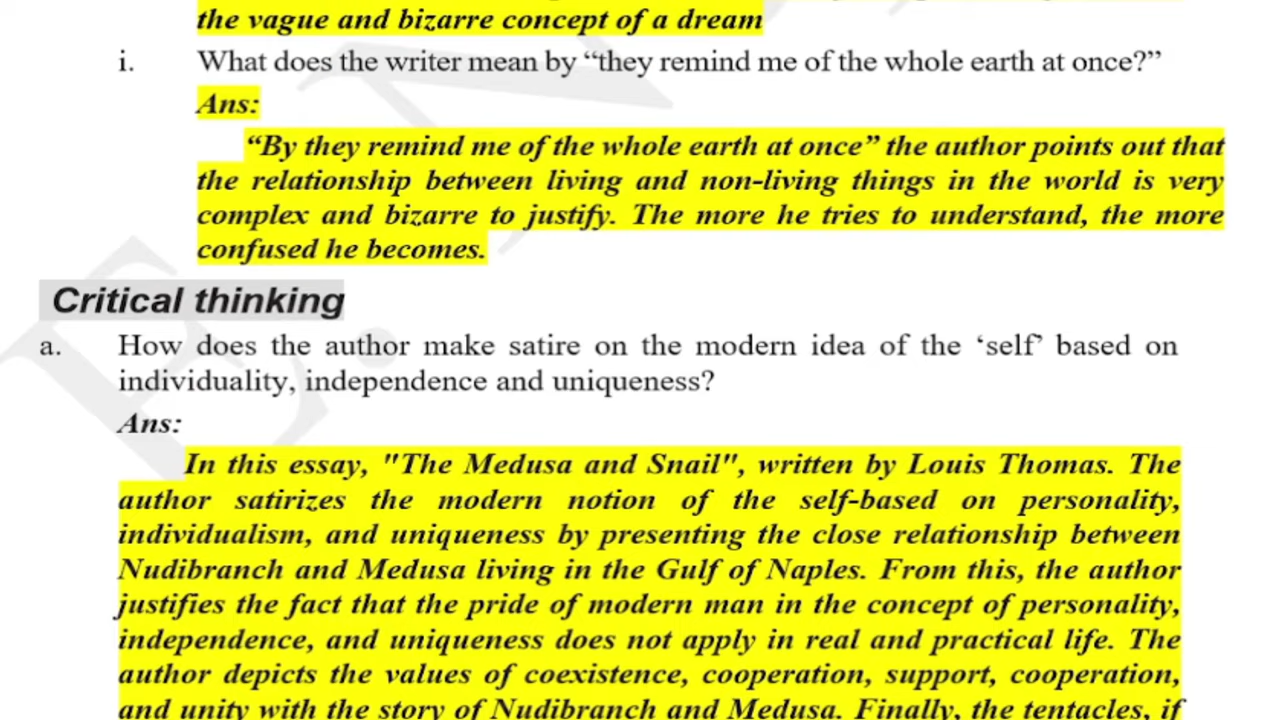 the vague and bizarre concept of a dream
i. What does the writer mean by “they remind me of the whole earth at once?”
Ans:
“By they remind me of the whole earth at once” the author points out that
the relationship between living and non-living things in the world is very
complex and bizarre to justify. The more he tries to understand, the more
confused he becomes.
Critical thinking
a. How does the author make satire on the modern idea of the ‘self’ based on
individuality, independence and uniqueness?
Ans:
In this essay, "The Medusa and Snail", written by Louis Thomas. The
author satirizes the modern notion of the self-based on personality,
individualism, and uniqueness by presenting the close relationship between
Nudibranch and Medusa living in the Gulf of Naples. From this, the author
justifies the fact that the pride of modern man in the concept of personality,
independence, and uniqueness does not apply in real and practical life. The
author depicts the values of coexistence, cooperation, support, cooperation,
and unity with the story of Nudibranch and Medusa. Finally, the tentacles, if